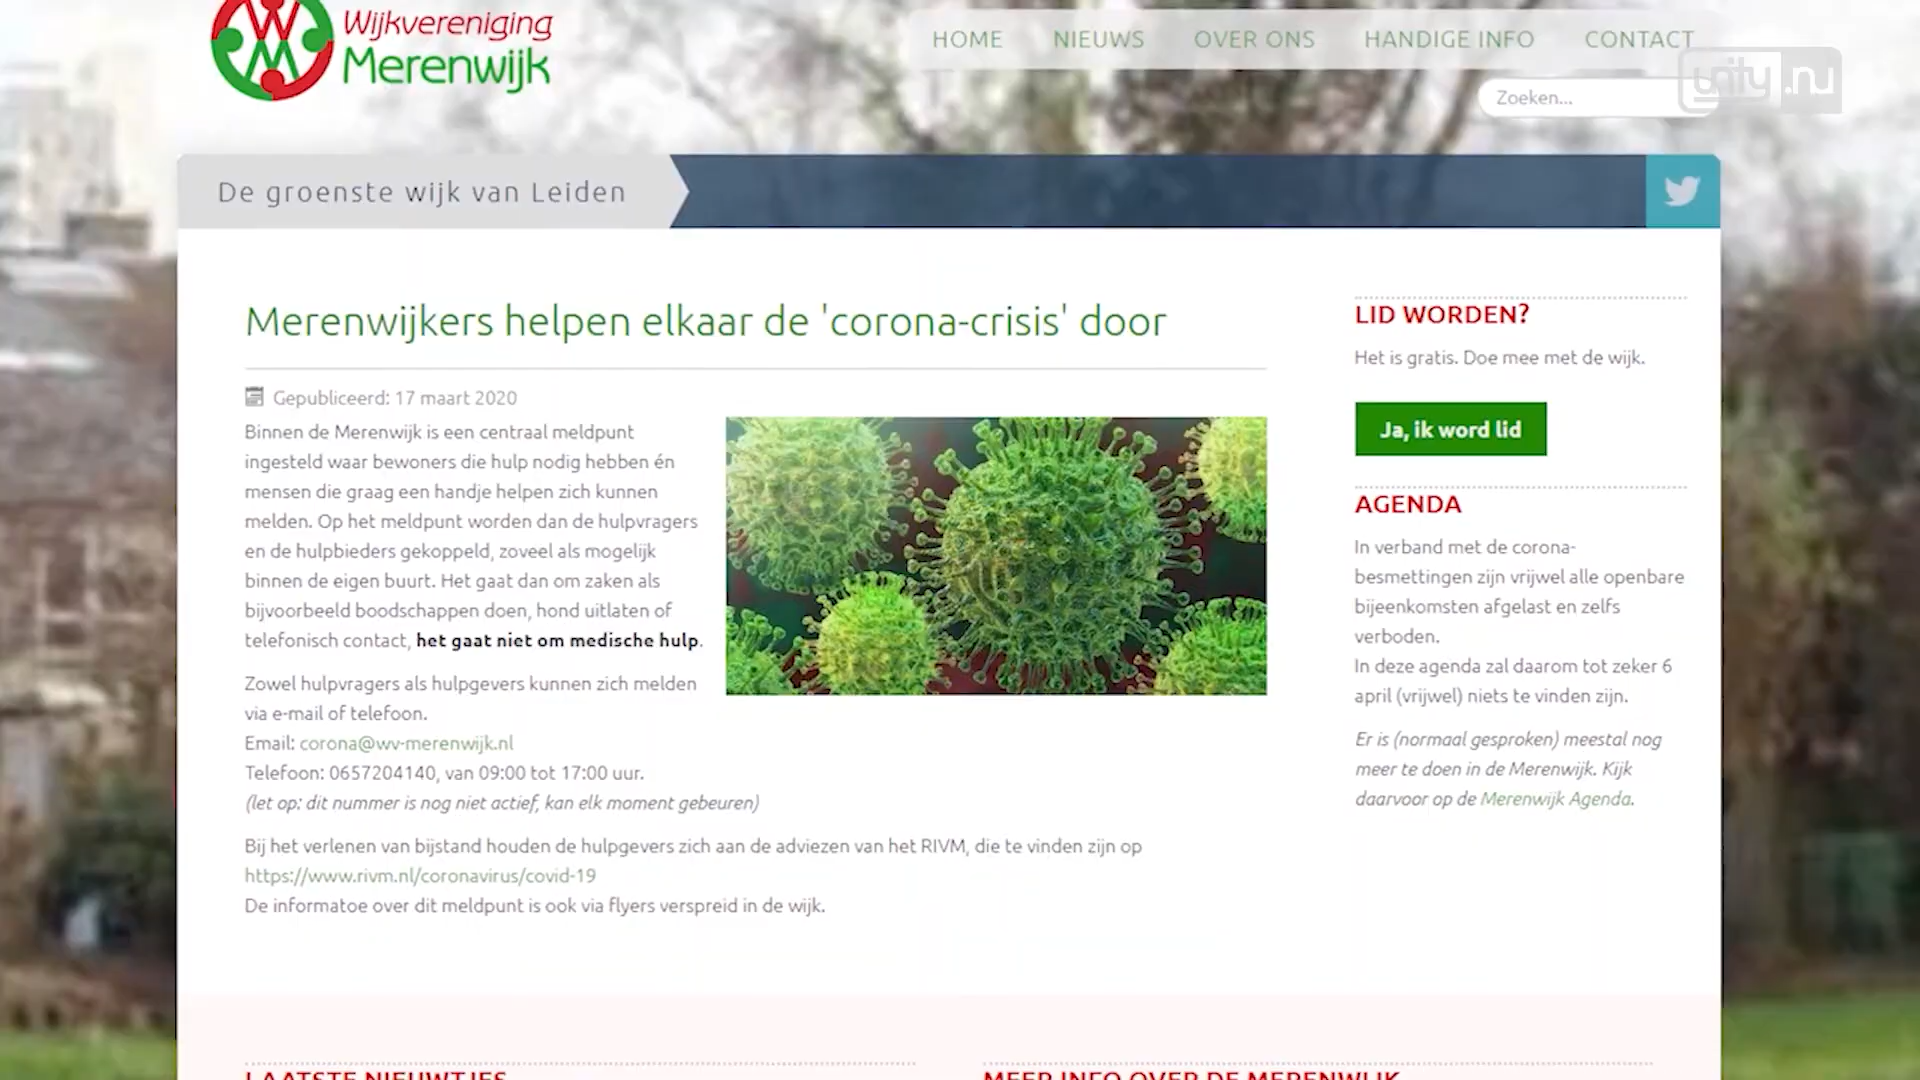 Wijkvereniging
Merenwijk
HOME NIEUWS OVER ONS HANDIGE INFO CONTACT
unity.nu
Zoeken...
De groenste wijk van Leiden
Merenwijkers helpen elkaar de 'corona-crisis' door
Gepubliceerd: 17 maart 2020
Binnen de Merenwijk is een centraal meldpunt
ingesteld waar bewoners die hulp nodig hebben én
mensen die graag een handje helpen zich kunnen
melden. Op het meldpunt worden dan de hulpvragers
en de hulpbieders gekoppeld, zoveel als mogelijk
binnen de eigen buurt. Het gaat dan om zaken als
bijvoorbeeld boodschappen doen, hond uitlaten of
telefonisch contact, het gaat niet om medische hulp.
Zowel hulpvragers als hulpgevers kunnen zich melden
via e-mail of telefoon.
Email: corona@wv-merenwijk.nl
Telefoon: 0657204140, van 09:00 tot 17:00 uur.
(let op: dit nummer is nog niet actief, kan elk moment gebeuren)
Bij het verlenen van bijstand houden de hulpgevers zich aan de adviezen van het RIVM, die te vinden zijn op
https://www.rivm.nl/coronavirus/covid-19
De informatoe over dit meldpunt is ook via flyers verspreid in de wijk.
LID WORDEN?
Het is gratis. Doe mee met de wijk.
Ja, ik word lid
AGENDA
In verband met de corona-
besmettingen zijn vrijwel alle openbare
bijeenkomsten afgelast en zelfs
verboden.
In deze agenda zal daarom tot zeker 6
april (vrijwel) niets te vinden zijn.
Er is (normaal gesproken) meestal nog
meer te doen in de Merenwijk. Kijk
daarvoor op de Merenwijk Agenda.
LAATSTE NIEUWTJES
MEER INFO OVER DE MERENWIJK